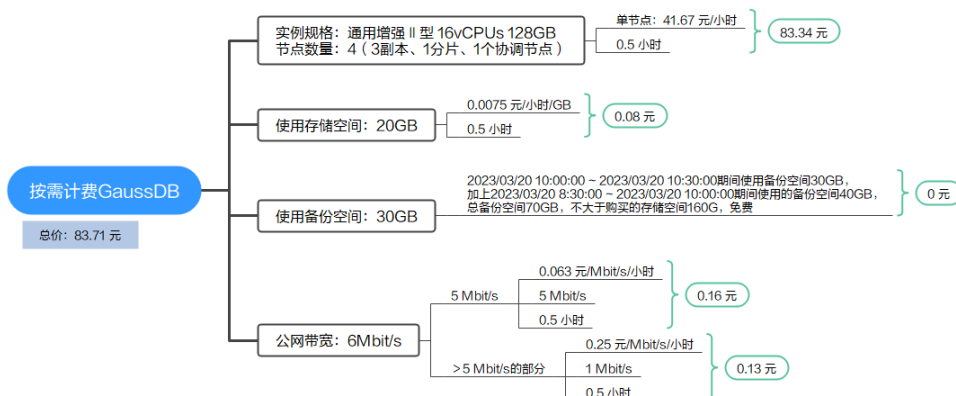 按需计费GaussDB
总价：83.71 元
实例规格：通用增强 II 型 16vCPUs 128GB
节点数量：4（3副本、1分片、1个协调节点）
单节点：41.67 元/小时
0.5 小时
83.34 元
使用存储空间：20GB
0.0075 元/小时/GB
0.5 小时
0.08 元
使用备份空间：30GB
2023/03/20 10:00:00 ~ 2023/03/20 10:30:00期间使用备份空间30GB，
加上2023/03/20 8:30:00 ~ 2023/03/20 10:00:00期间使用的备份空间40GB，
总备份空间70GB，不大于购买的存储空间160G，免费
0 元
公网带宽：6Mbit/s
5 Mbit/s
0.063 元/Mbit/s/小时
5 Mbit/s
0.5 小时
0.16 元
＞5 Mbit/s的部分
0.25 元/Mbit/s/小时
1 Mbit/s
0.5 小时
0.13 元